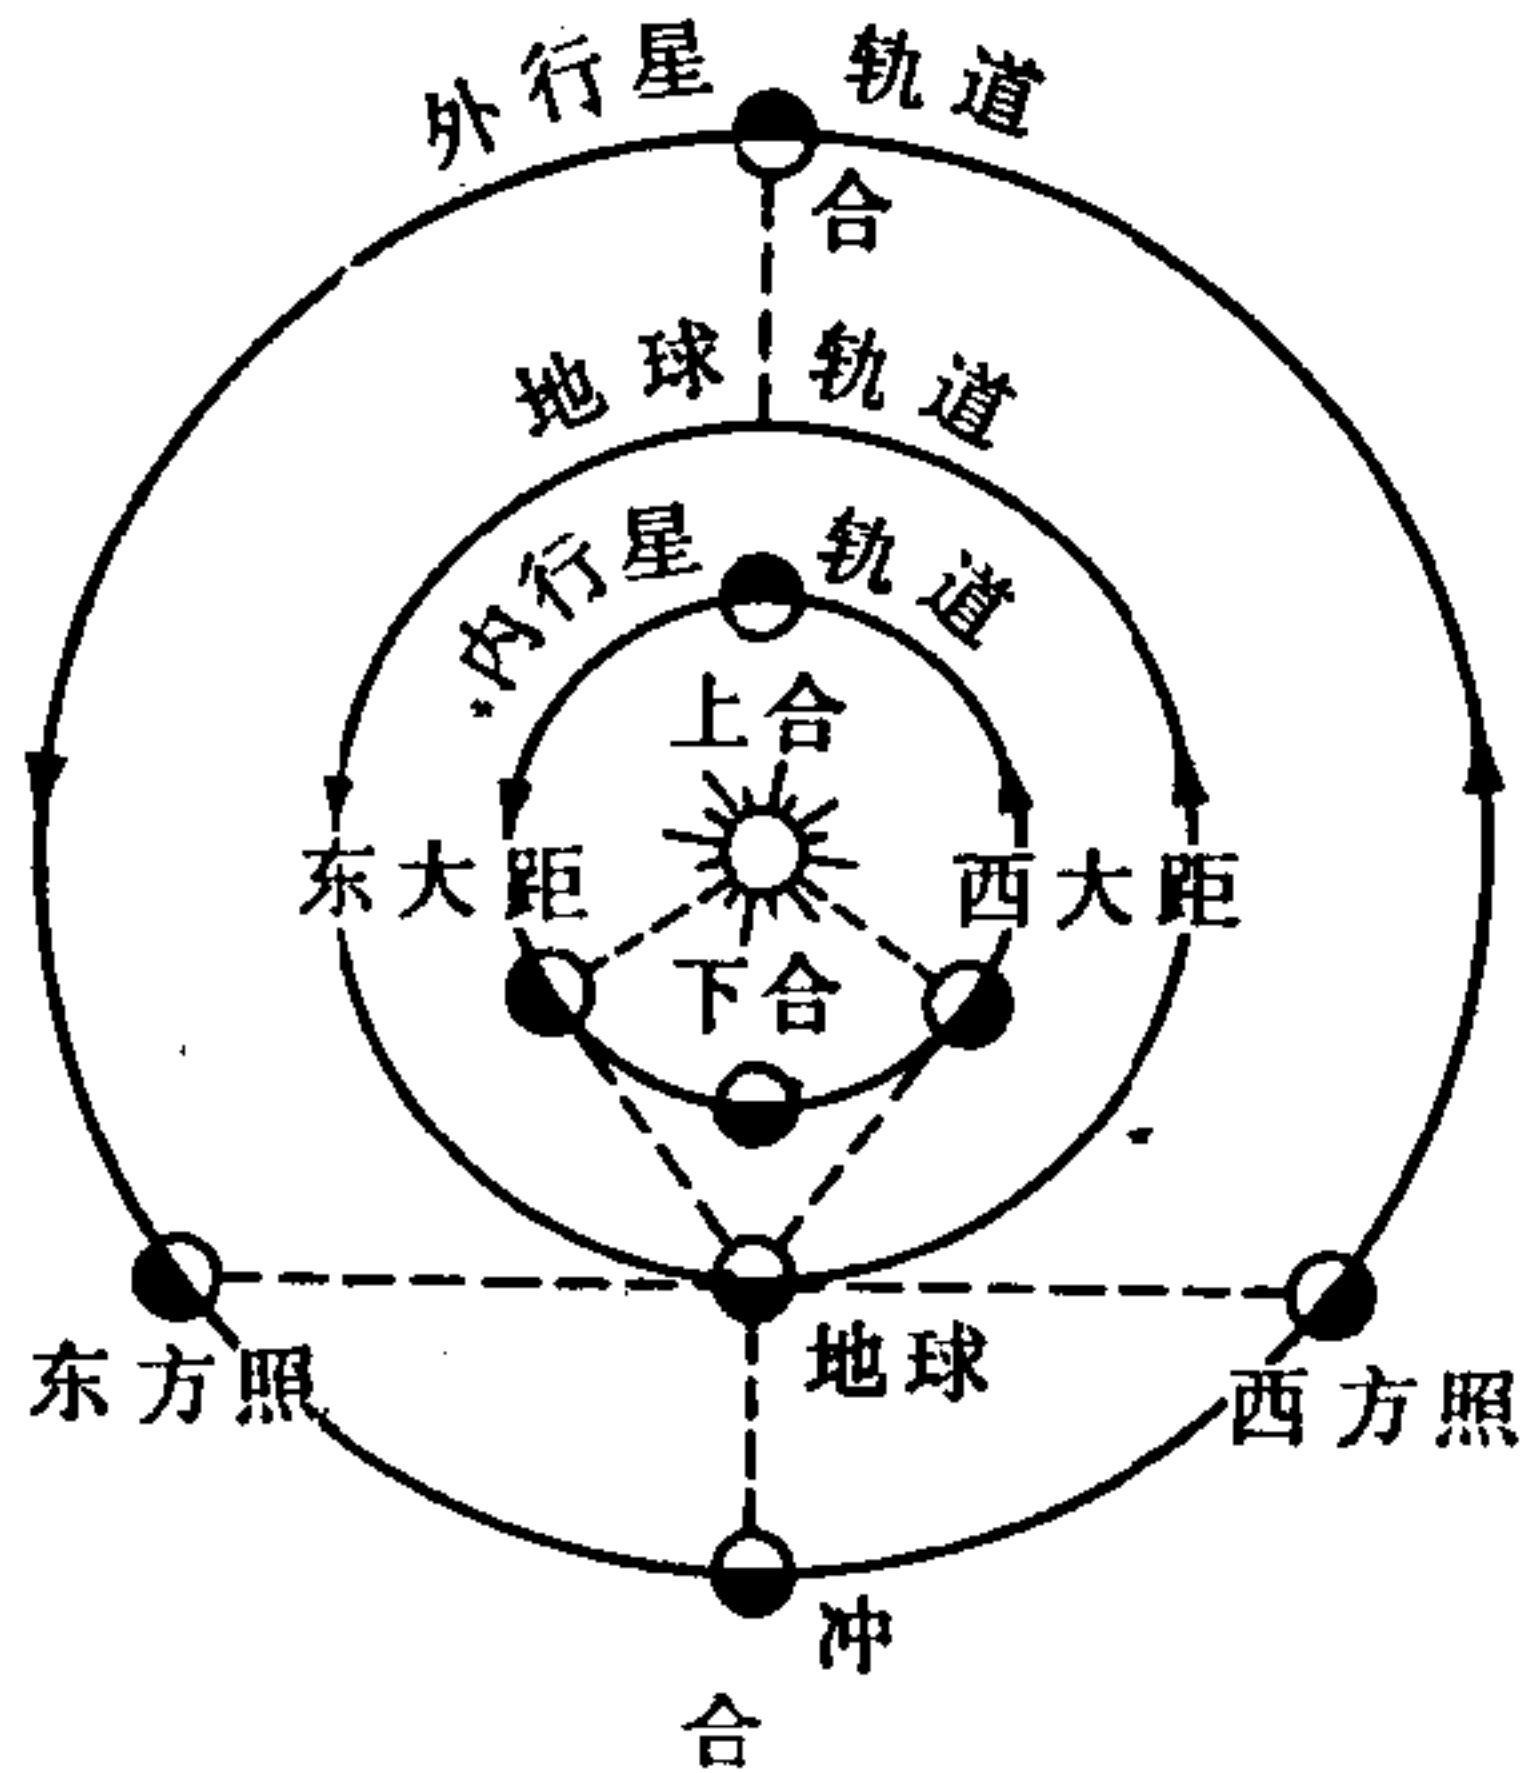 外行星轨道
合
地球轨道
内行星轨道
上合
东大距
西大距
下合
地球
东方照
西方照
冲
合